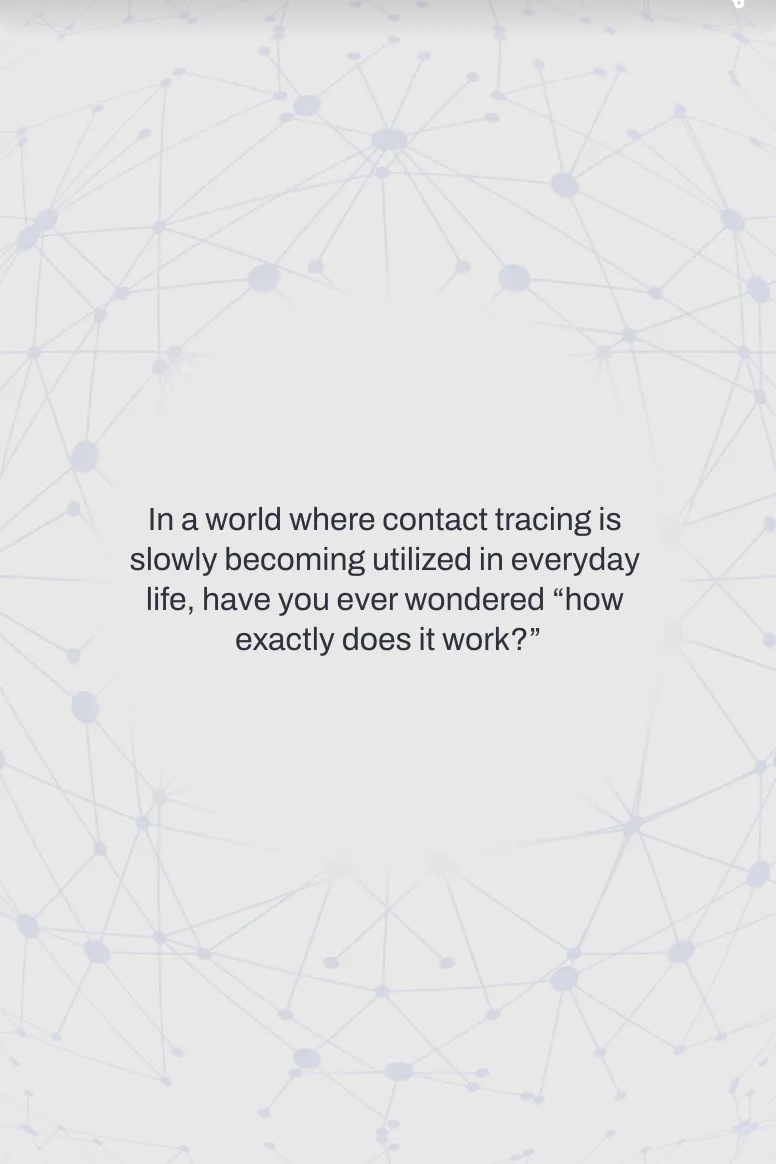 In a world where contact tracing is
slowly becoming utilized in everyday
life, have you ever wondered “how
exactly does it work?”